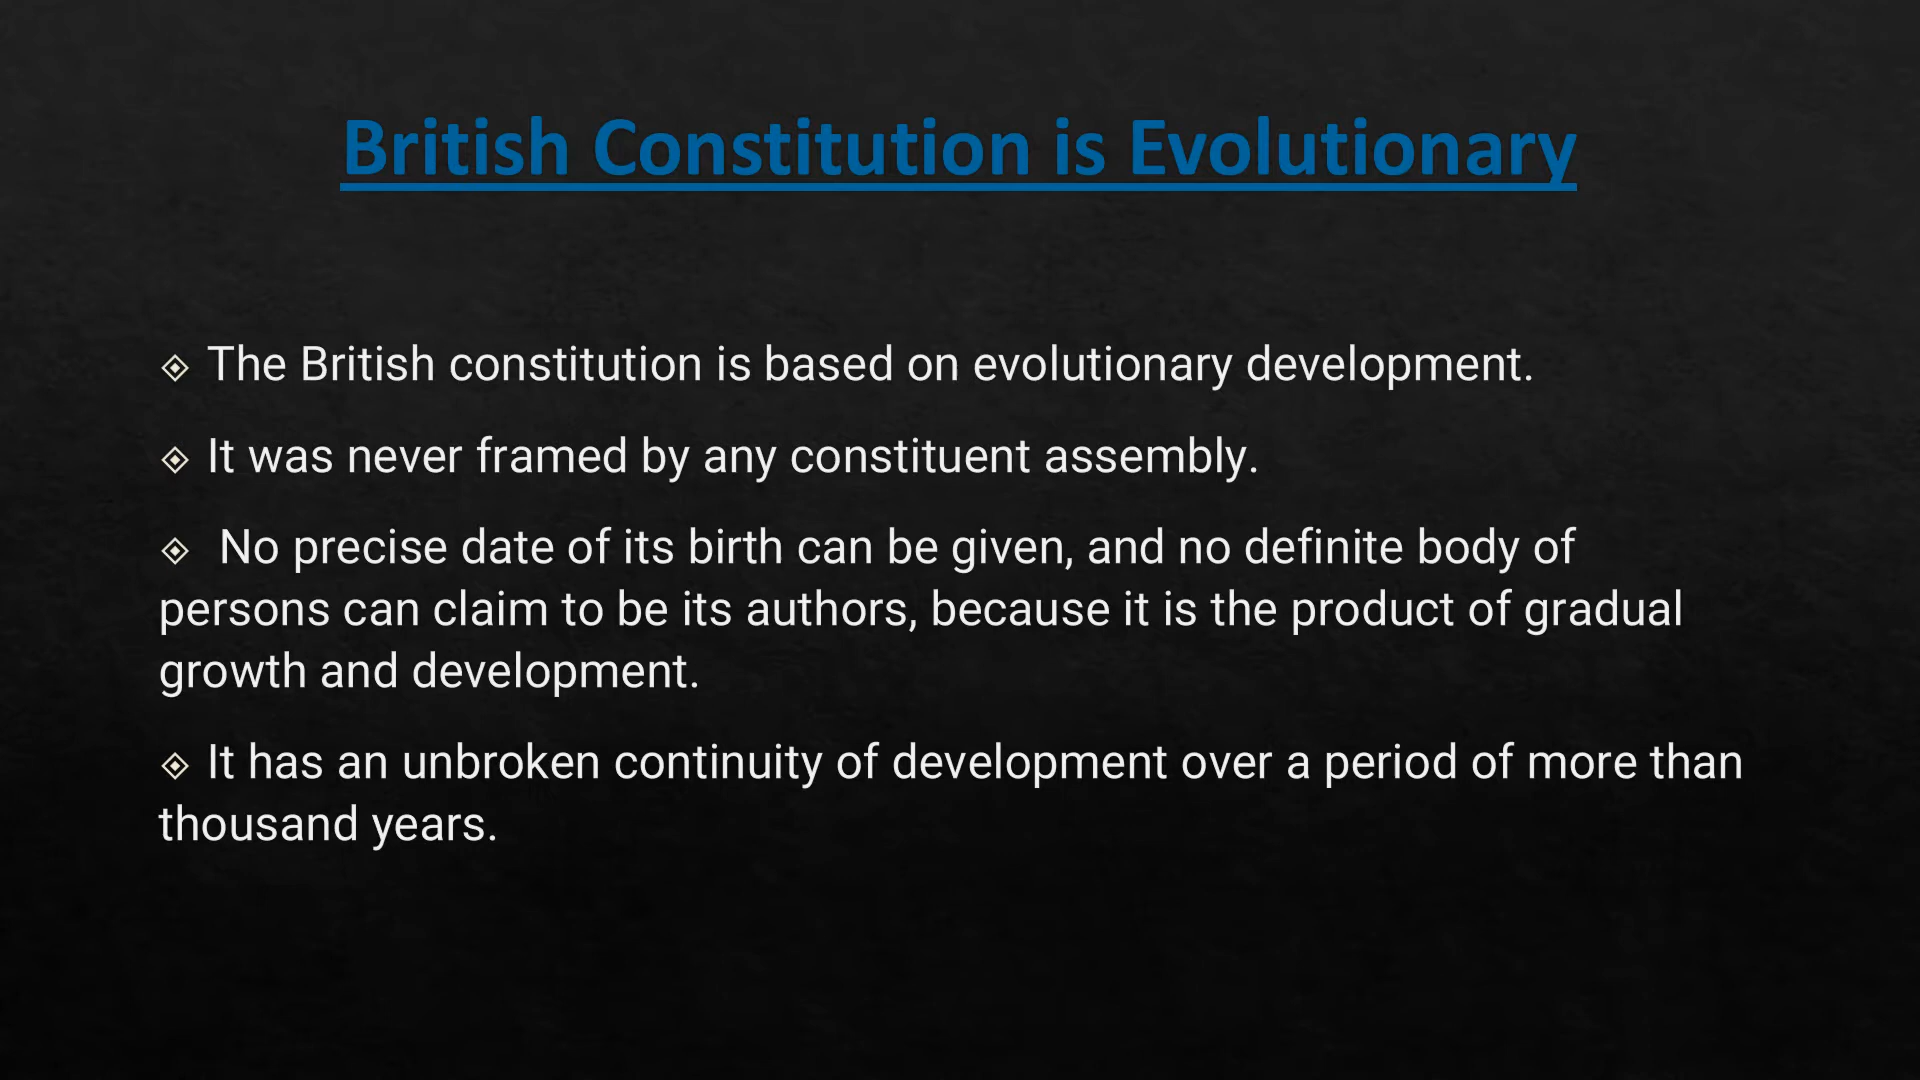 British Constitution is Evolutionary
The British constitution is based on evolutionary development.
It was never framed by any constituent assembly.
No precise date of its birth can be given, and no definite body of
persons can claim to be its authors, because it is the product of gradual
growth and development.
It has an unbroken continuity of development over a period of more than
thousand years.